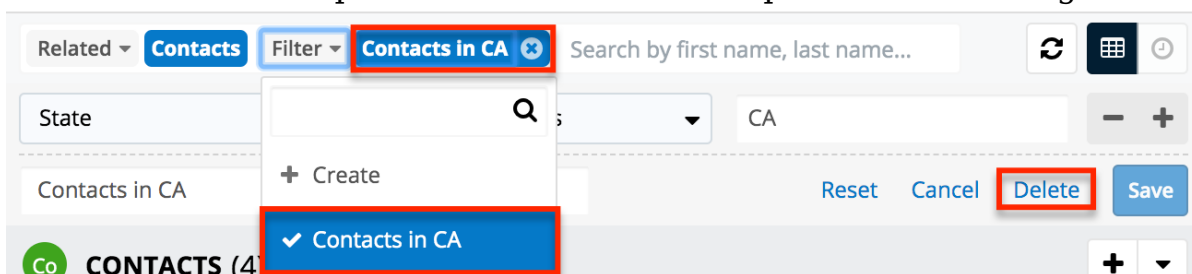 Related Contacts Filter Contacts in CA Search by first name, last name...
State s CA
+ Create
Contacts in CA Reset Cancel Delete Save
Contacts in CA
Co CONTACTS (4)